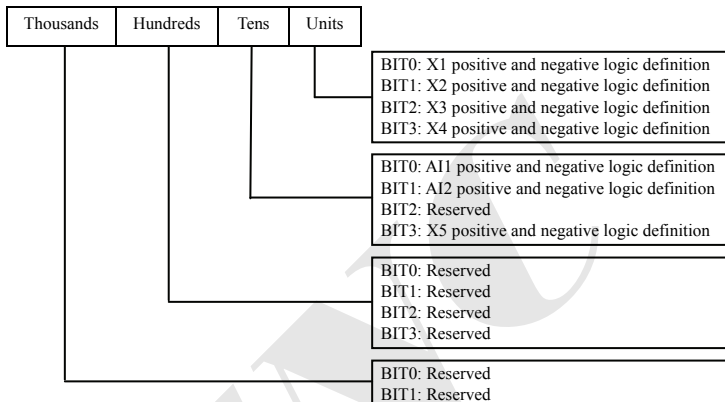 Thousands Hundreds Tens Units
BIT0: X1 positive and negative logic definition
BIT1: X2 positive and negative logic definition
BIT2: X3 positive and negative logic definition
BIT3: X4 positive and negative logic definition
BIT0: AI1 positive and negative logic definition
BIT1: AI2 positive and negative logic definition
BIT2: Reserved
BIT3: X5 positive and negative logic definition
BIT0: Reserved
BIT1: Reserved
BIT2: Reserved
BIT3: Reserved
BIT0: Reserved
BIT1: Reserved